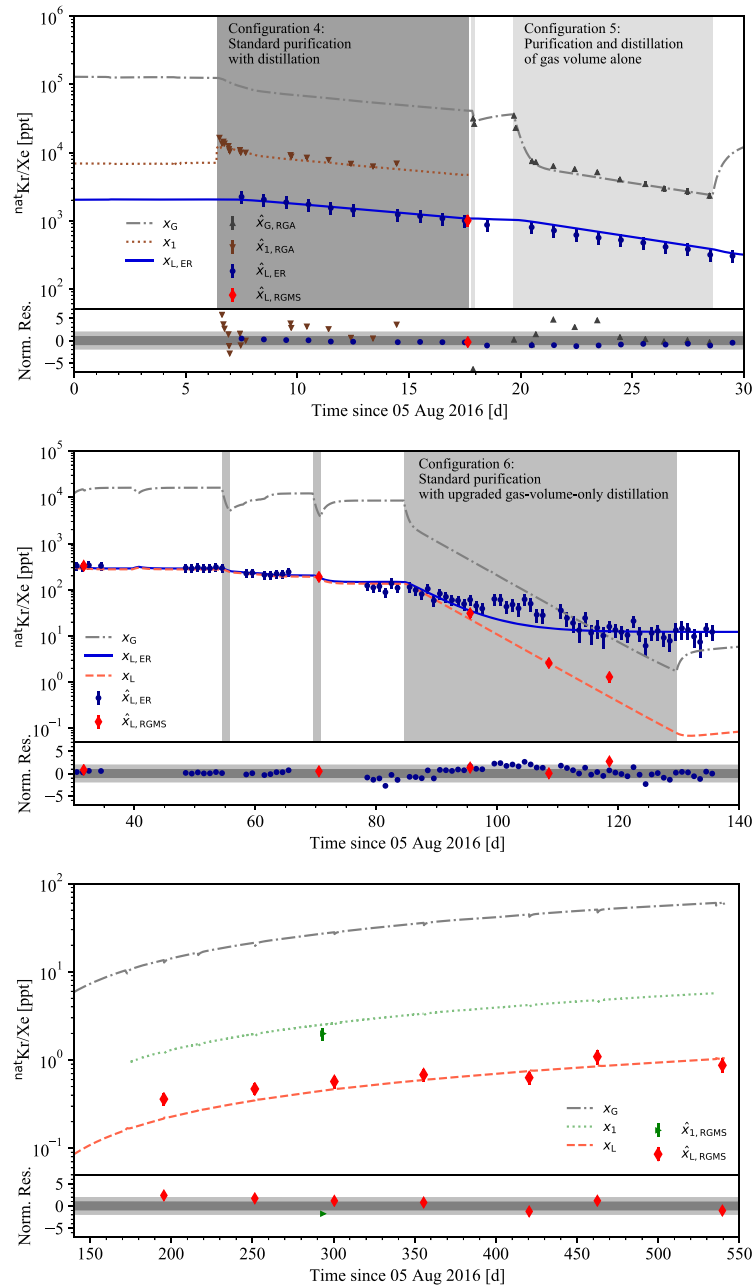 10^6
10^5
10^4
10^3
10^2
natKr/Xe [ppt]
Configuration 4:
Standard purification
with distillation
Configuration 5:
Purification and distillation
of gas volume alone
x_G
x_1
x_L, ER
x̂_G, RGA
x̂_1, RGA
x̂_L, ER
x̂_L, RGMS
Norm. Res.
5
0
−5
0 5 10 15 20 25 30
Time since 05 Aug 2016 [d]
10^5
10^4
10^3
10^2
10^1
10^0
10^-1
natKr/Xe [ppt]
Configuration 6:
Standard purification
with upgraded gas-volume-only distillation
x_G
x_L, ER
x_L
x̂_L, ER
x̂_L, RGMS
Norm. Res.
5
0
−5
40 60 80 100 120 140
Time since 05 Aug 2016 [d]
10^2
10^1
10^0
10^-1
natKr/Xe [ppt]
x_G
x_1
x_L
x̂_1, RGMS
x̂_L, RGMS
Norm. Res.
5
0
−5
150 200 250 300 350 400 450 500 550
Time since 05 Aug 2016 [d]